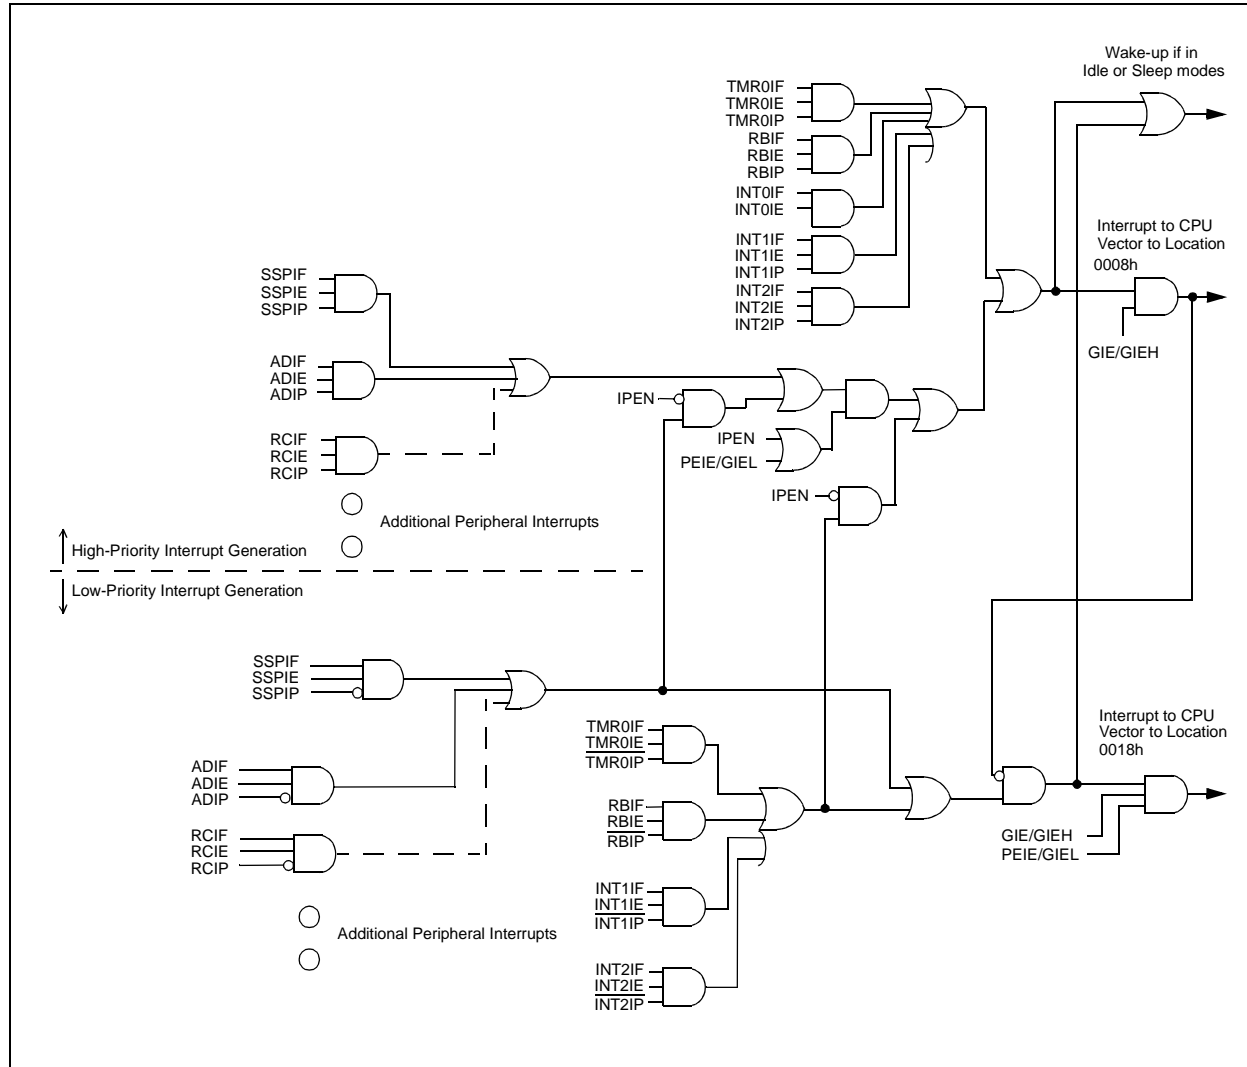 Wake-up if in
Idle or Sleep modes
TMR0IF
TMR0IE
TMR0IP
RBIF
RBIE
RBIP
INT0IF
INT0IE
INT1IF
INT1IE
INT1IP
INT2IF
INT2IE
INT2IP
Interrupt to CPU
Vector to Location
0008h
GIE/GIEH
SSPIF
SSPIE
SSPIP
ADIF
ADIE
ADIP
RCIF
RCIE
RCIP
IPEN
IPEN
PEIE/GIEL
IPEN
Additional Peripheral Interrupts
High-Priority Interrupt Generation
Low-Priority Interrupt Generation
SSPIF
SSPIE
SSPIP
ADIF
ADIE
ADIP
RCIF
RCIE
RCIP
Additional Peripheral Interrupts
TMR0IF
TMR0IE
TMR0IP
RBIF
RBIE
RBIP
INT1IF
INT1IE
INT1IP
INT2IF
INT2IE
INT2IP
Interrupt to CPU
Vector to Location
0018h
GIE/GIEH
PEIE/GIEL